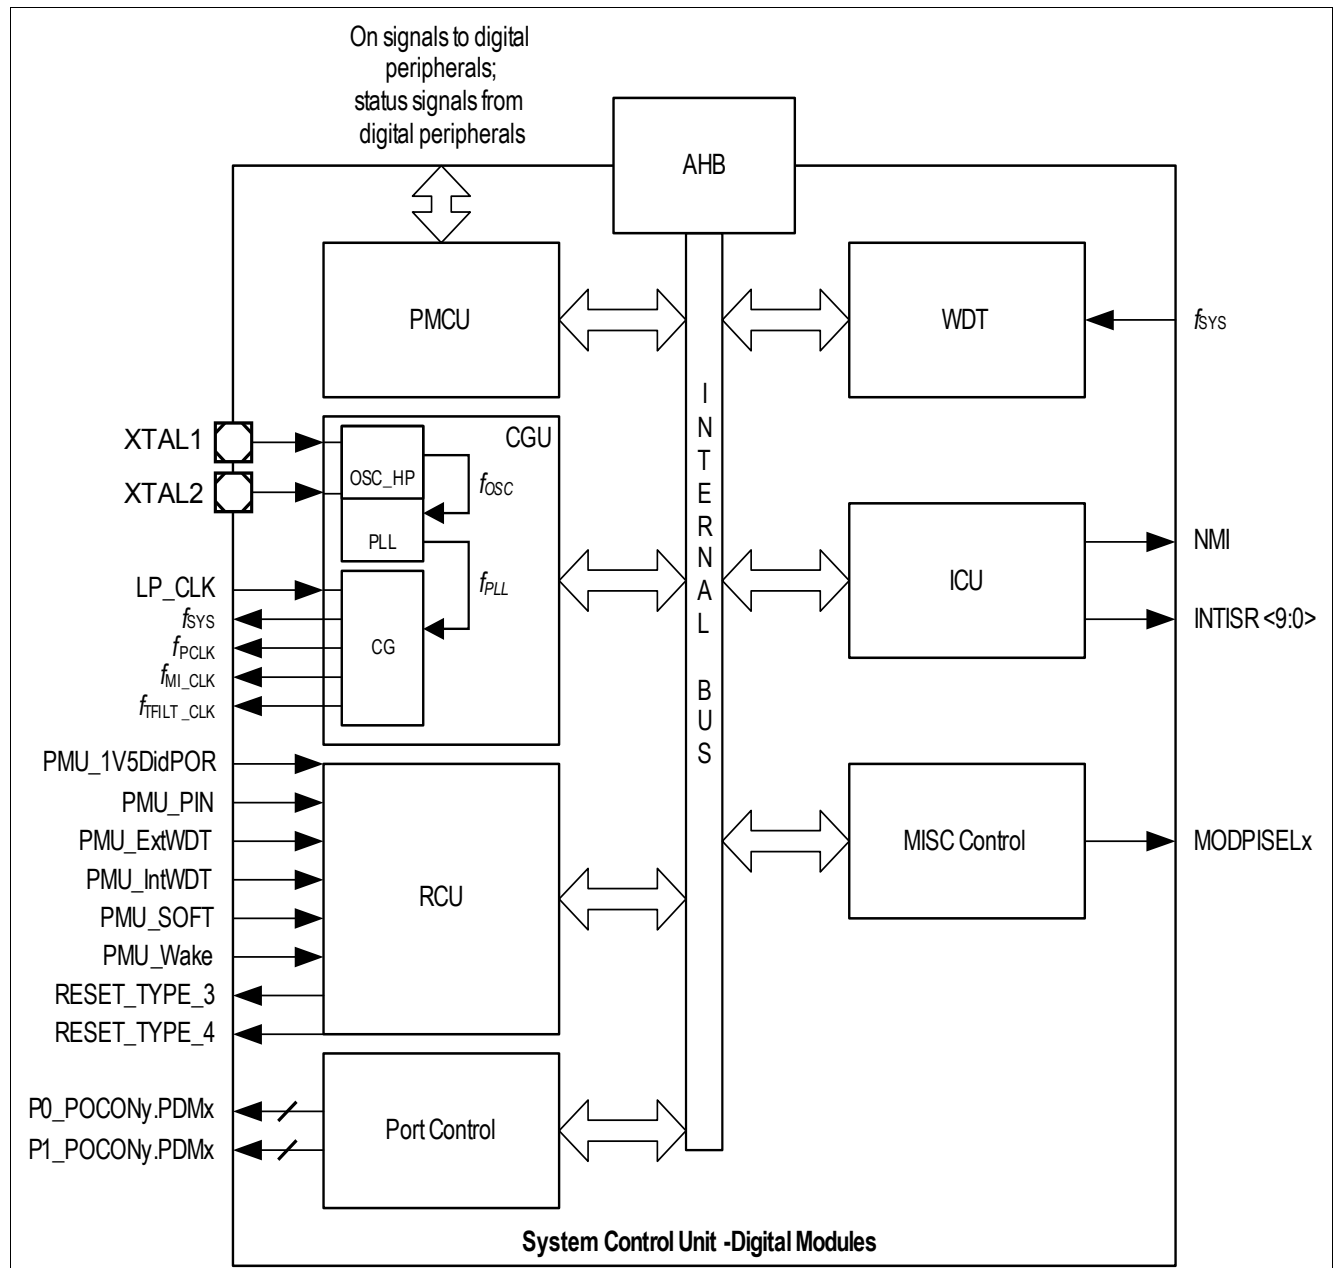 On signals to digital
peripherals;
status signals from
digital peripherals
AHB
PMCU
WDT
fSYS
INTERNAL BUS
XTAL1
XTAL2
CGU
OSC_HP
fOSC
PLL
fPLL
LP_CLK
fSYS
fPCLK
fMI_CLK
fTFILT_CLK
CG
ICU
NMI
INTISR <9:0>
PMU_1V5DidPOR
PMU_PIN
PMU_ExtWDT
PMU_IntWDT
PMU_SOFT
PMU_Wake
RESET_TYPE_3
RESET_TYPE_4
RCU
MISC Control
MODPISELx
P0_POCONy.PDMx
P1_POCONy.PDMx
Port Control
System Control Unit -Digital Modules